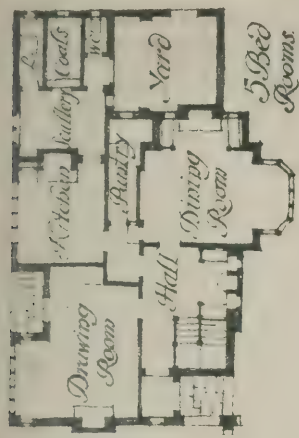 Coals
W.C.
Scullery
Yard
Kitchen
Pantry
Dining
Room
Hall
Drawing
Room
5 Bed
Rooms.